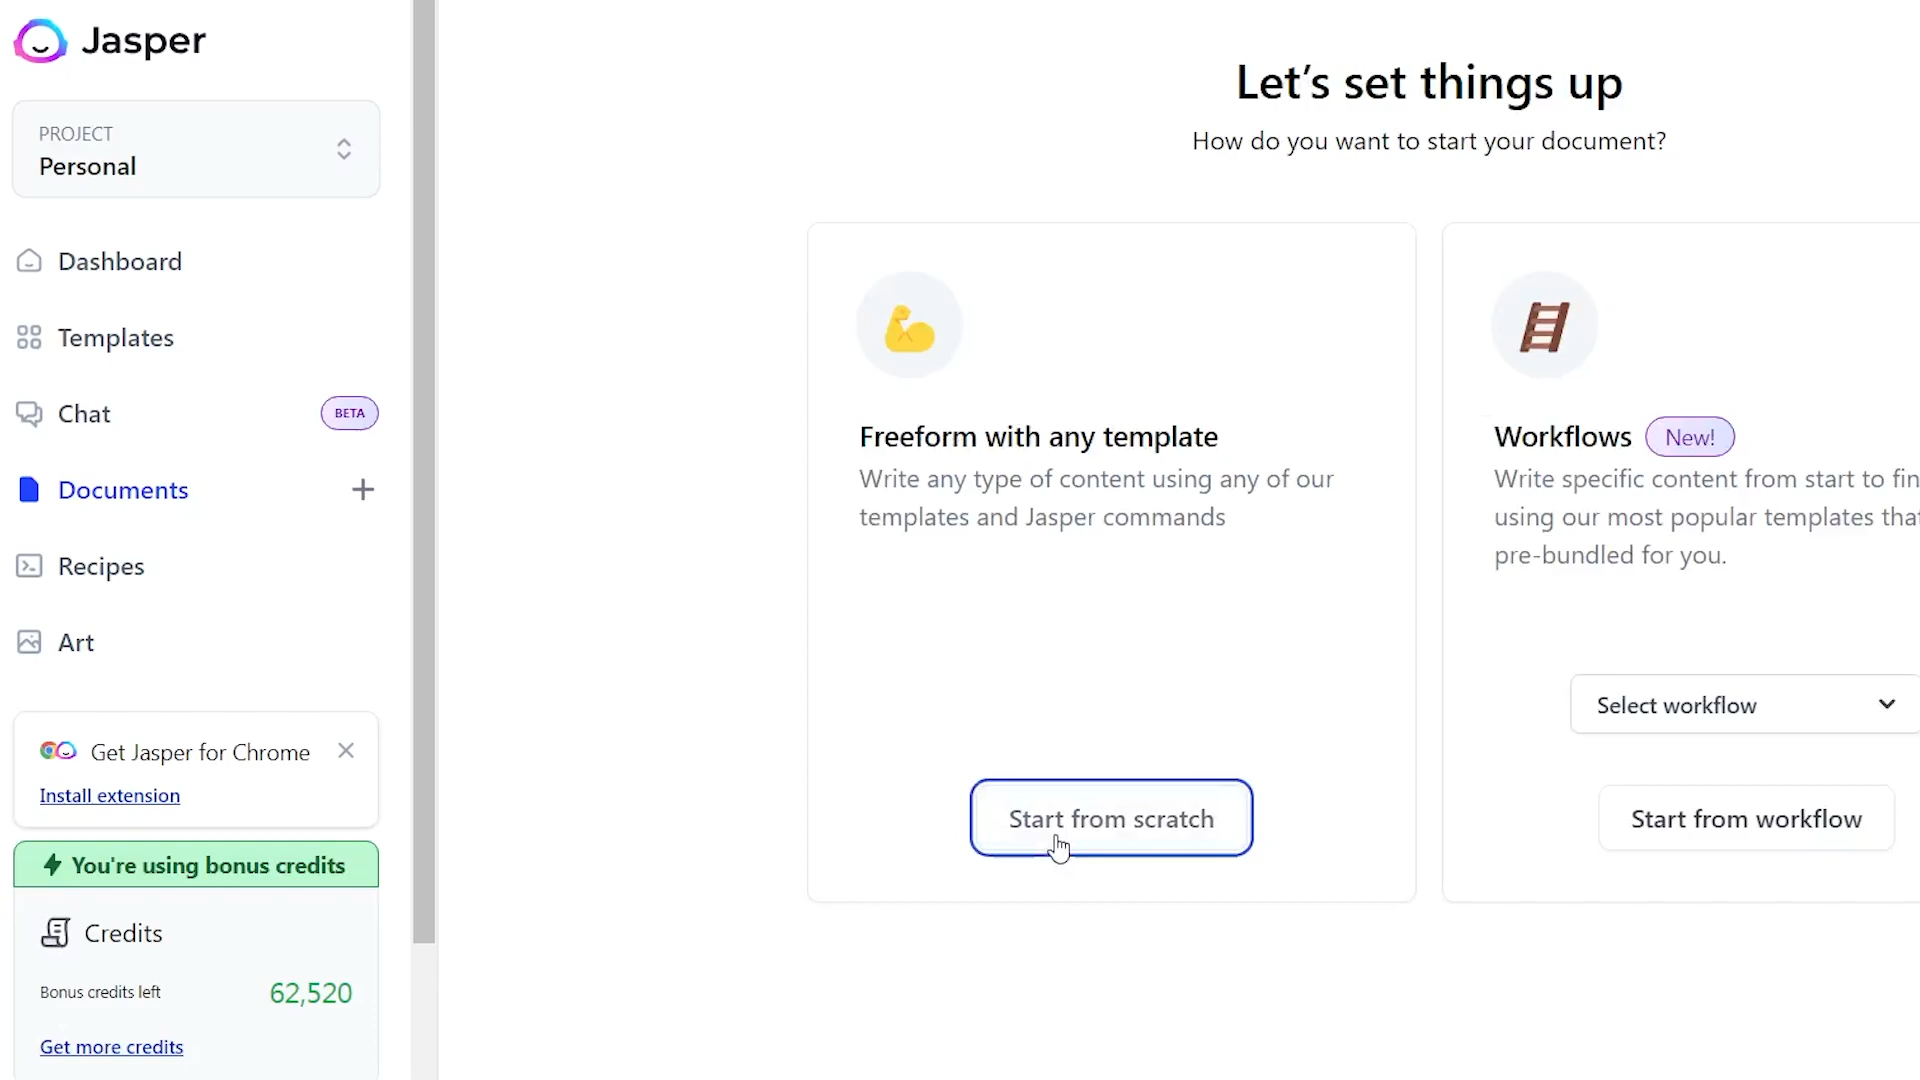 Jasper
PROJECT
Personal
Dashboard
Templates
Chat
BETA
Documents
Recipes
Art
Get Jasper for Chrome
Install extension
You're using bonus credits
Credits
Bonus credits left
62,520
Get more credits
Let’s set things up
How do you want to start your document?
Freeform with any template
Write any type of content using any of our
templates and Jasper commands
Start from scratch
Workflows New!
Write specific content from start to fin
using our most popular templates that
pre-bundled for you.
Select workflow
Start from workflow